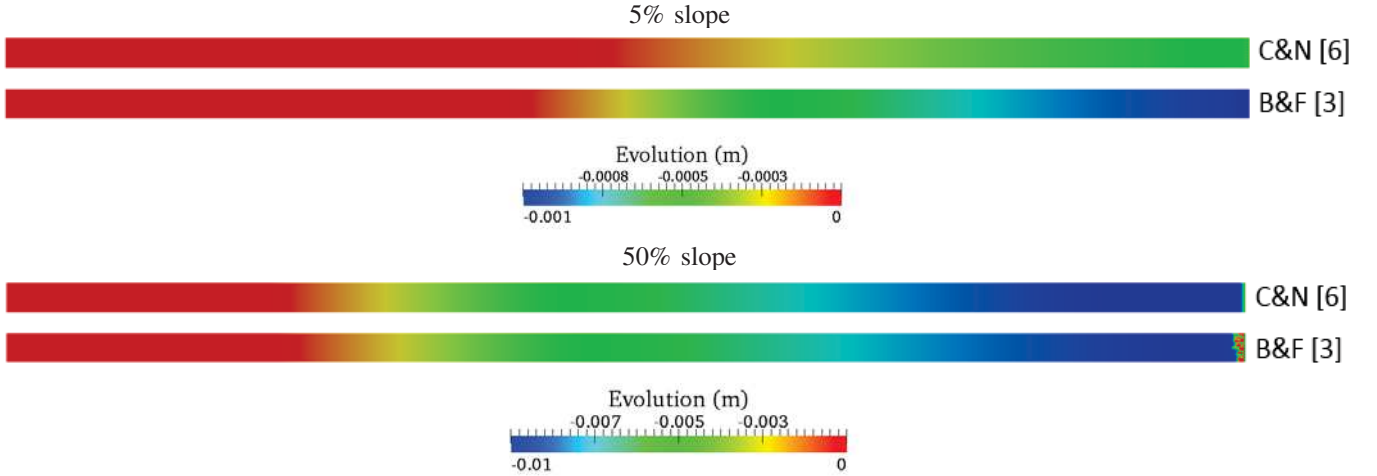 5% slope
C&N [6]
B&F [3]
Evolution (m)
-0.0008 -0.0005 -0.0003
-0.001 0
50% slope
C&N [6]
B&F [3]
Evolution (m)
-0.007 -0.005 -0.003
-0.01 0